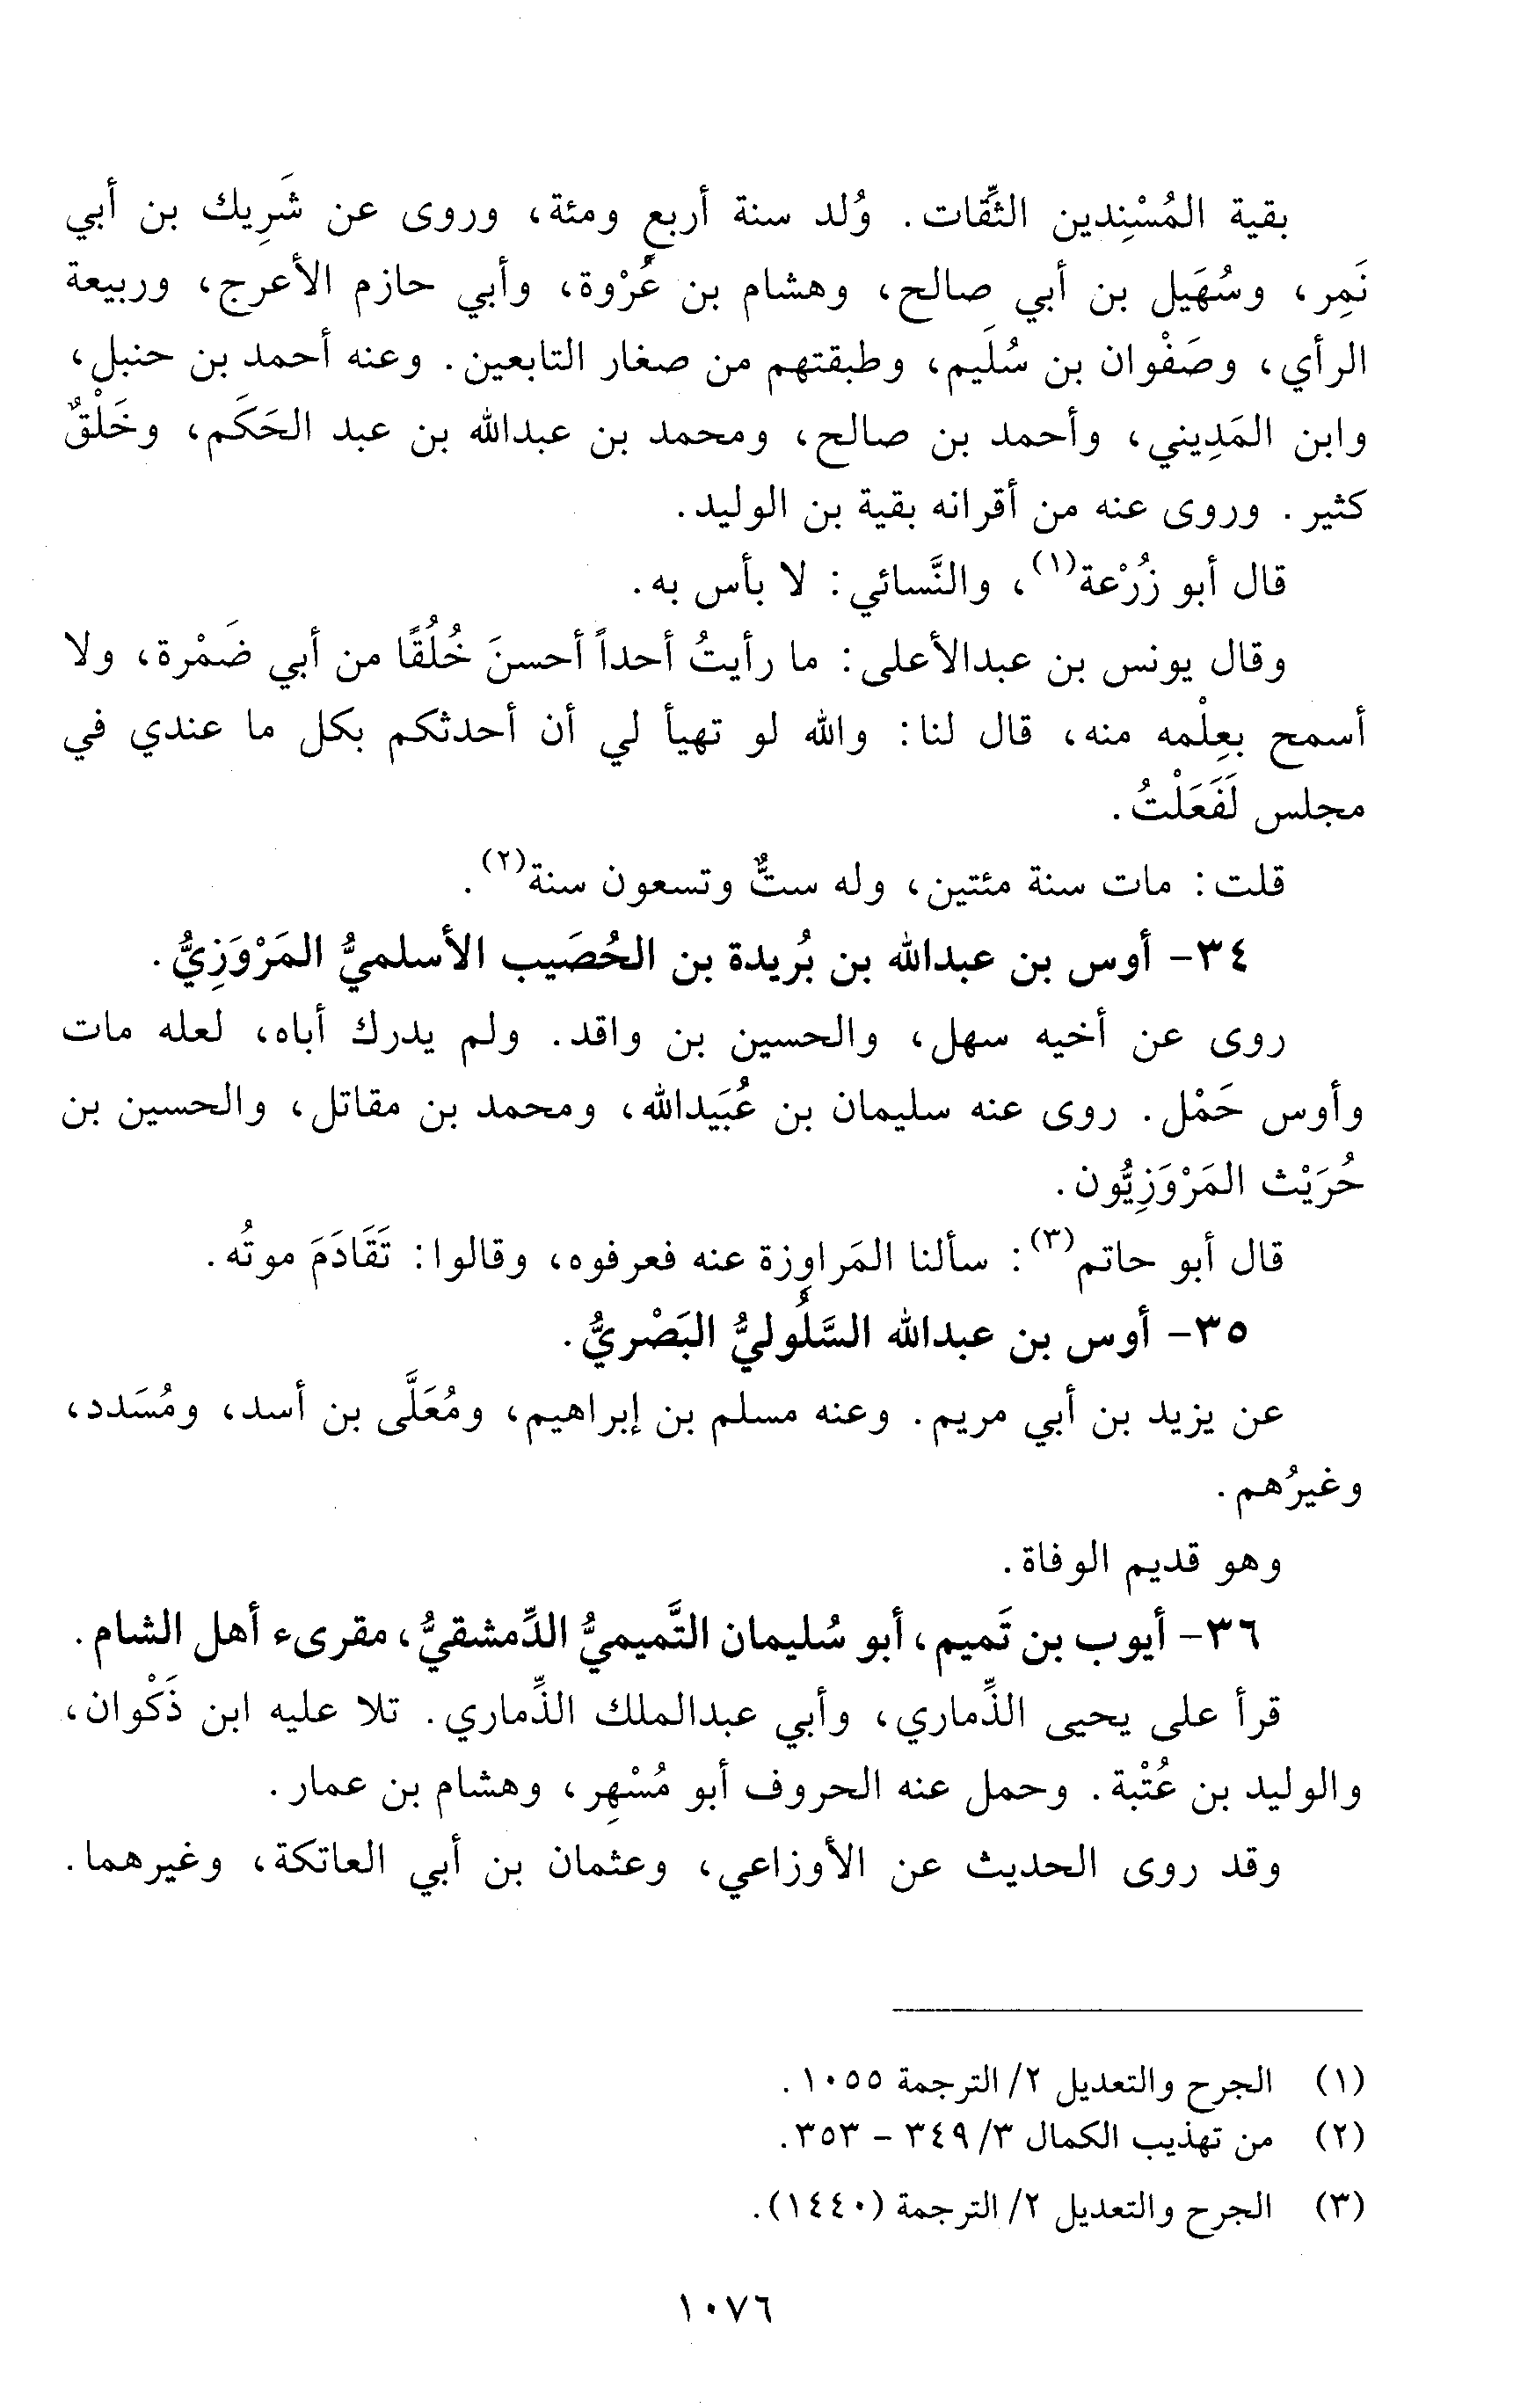 بقية المُسْنِدين الثِّقات. وُلد سنة أربعٍ ومئة، وروى عن شَرِيك بن أبي
نَمِر، وسُهَيل بن أبي صالح، وهشام بن عُرْوة، وأبي حازم الأعرج، وربيعة
الرأي، وصَفْوان بن سُلَيم، وطبقتهم من صغار التابعين. وعنه أحمد بن حنبل،
وابن المَدِيني، وأحمد بن صالح، ومحمد بن عبدالله بن عبد الحَكَم، وخَلْقٌ
كثير. وروى عنه من أقرانه بقية بن الوليد.
قال أبو زُرْعة(١)، والنَّسائي: لا بأس به.
وقال يونس بن عبدالأعلى: ما رأيتُ أحداً أحسنَ خُلُقًا من أبي ضَمْرة، ولا
أسمح بعِلْمه منه، قال لنا: والله لو تهيأ لي أن أحدثكم بكل ما عندي في
مجلس لَفَعَلْتُ.
قلت: مات سنة مئتين، وله ستٌّ وتسعون سنة(٢).
٣٤- أوس بن عبدالله بن بُريدة بن الحُصَيب الأسلميُّ المَرْوَزِيُّ.
روى عن أخيه سهل، والحسين بن واقد. ولم يدرك أباه، لعله مات
وأوس حَمْل. روى عنه سليمان بن عُبَيدالله، ومحمد بن مقاتل، والحسين بن
حُرَيْث المَرْوَزِيُّون.
قال أبو حاتم(٣): سألنا المَراوِزة عنه فعرفوه، وقالوا: تَقَادَمَ موتُه.
٣٥- أوس بن عبدالله السَّلُوليُّ البَصْريُّ.
عن يزيد بن أبي مريم. وعنه مسلم بن إبراهيم، ومُعَلَّى بن أسد، ومُسَدد،
وغيرُهم.
وهو قديم الوفاة.
٣٦- أيوب بن تَميم، أبو سُليمان التَّميميُّ الدِّمشقيُّ، مقرىء أهل الشام.
قرأ على يحيى الذِّماري، وأبي عبدالملك الذِّماري. تلا عليه ابن ذَكْوان،
والوليد بن عُتْبة. وحمل عنه الحروف أبو مُسْهِر، وهشام بن عمار.
وقد روى الحديث عن الأوزاعي، وعثمان بن أبي العاتكة، وغيرهما.
(١) الجرح والتعديل ٢/ الترجمة ١٠٥٥.
(٢) من تهذيب الكمال ٣/ ٣٤٩ - ٣٥٣.
(٣) الجرح والتعديل ٢/ الترجمة (١٤٤٠).
١٠٧٦